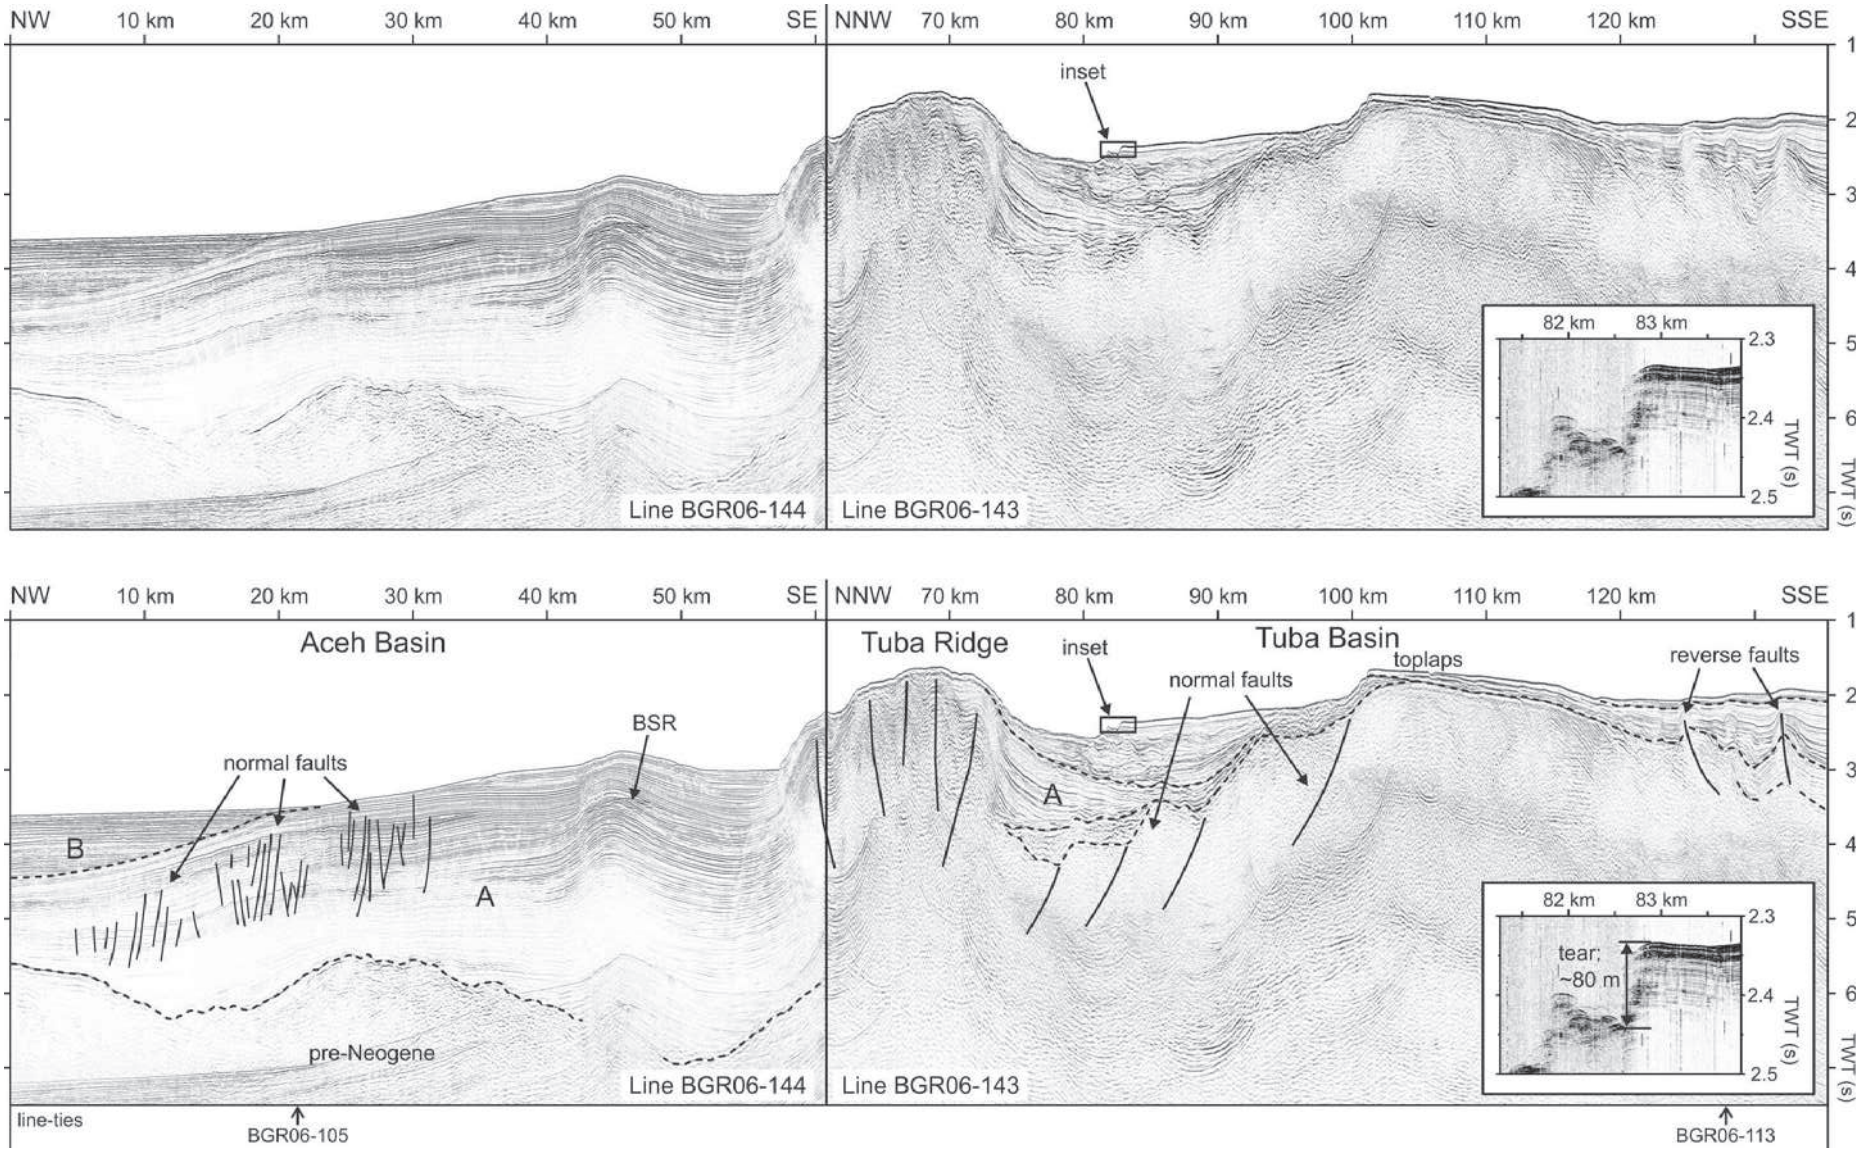 NW 10 km 20 km 30 km 40 km 50 km SE NNW 70 km 80 km 90 km 100 km 110 km 120 km SSE
1
inset
2
3
4
82 km 83 km
2.3
5
2.4
6
TWT (s)
2.5
TWT (s)
Line BGR06-144 Line BGR06-143
NW 10 km 20 km 30 km 40 km 50 km SE NNW 70 km 80 km 90 km 100 km 110 km 120 km SSE
1
Aceh Basin Tuba Ridge inset Tuba Basin
toplaps reverse faults
normal faults
2
BSR
normal faults
3
A
B
4
A
82 km 83 km
5
2.3
tear;
~80 m
2.4
6
TWT (s)
pre-Neogene
2.5
TWT (s)
Line BGR06-144 Line BGR06-143
line-ties
BGR06-105 BGR06-113